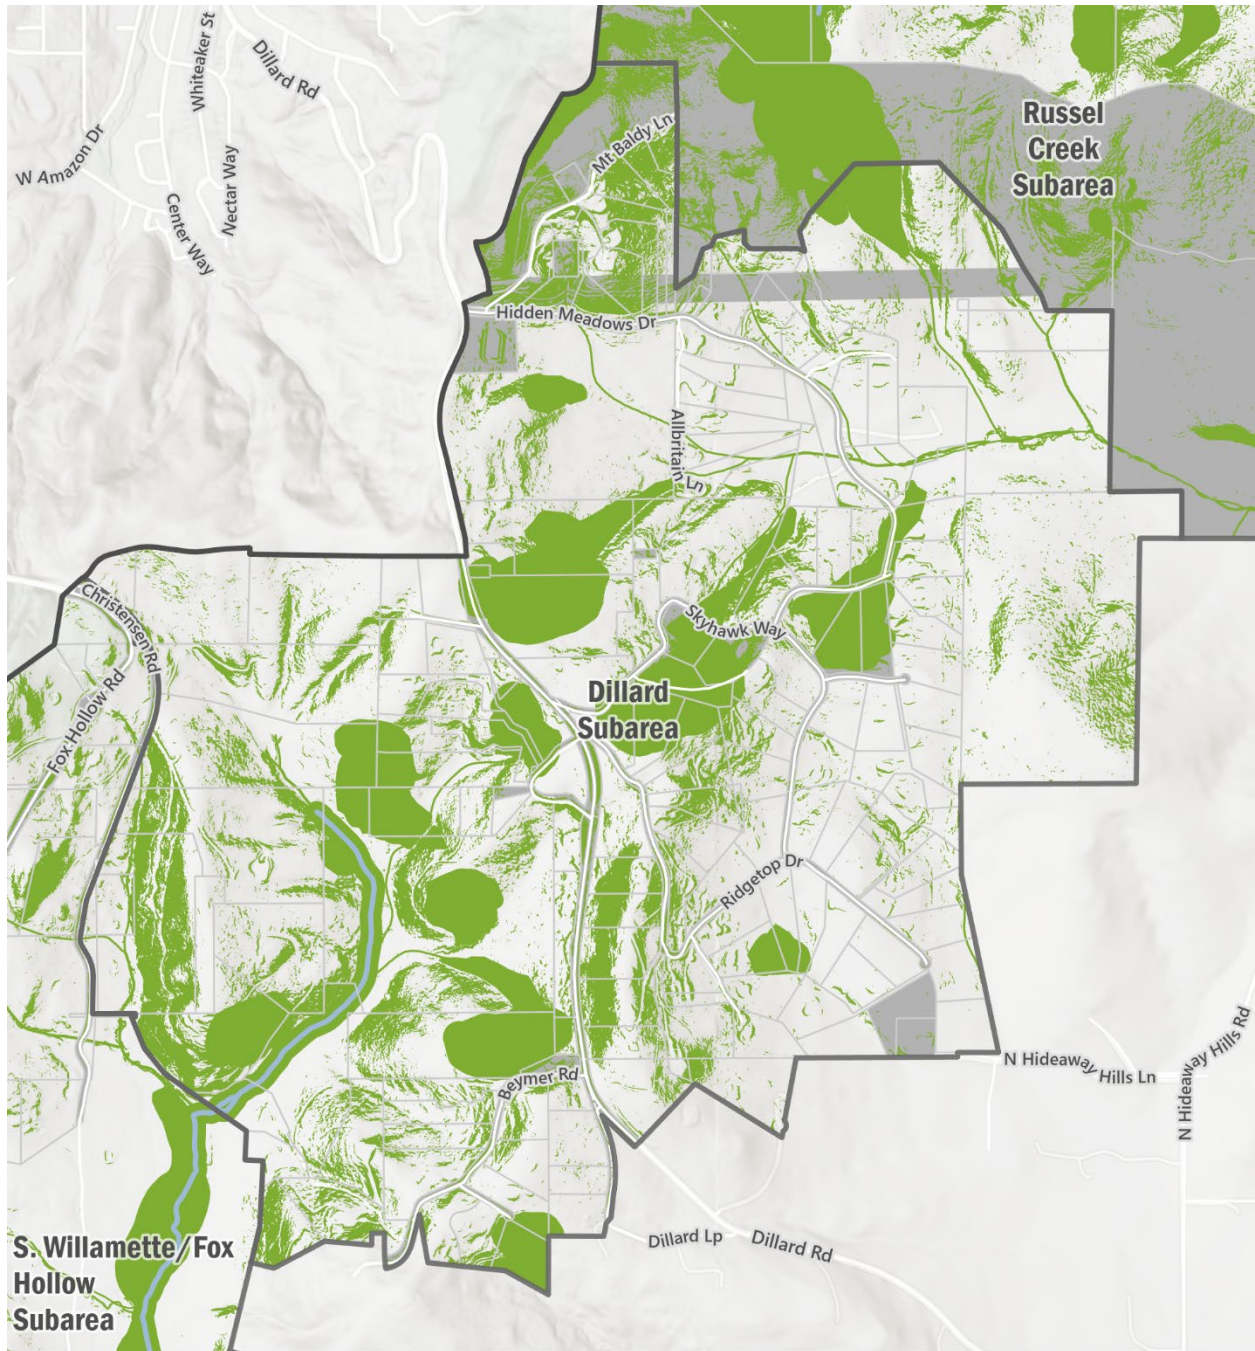 Whiteaker St
Dillard Rd
W Amazon Dr
Nectar Way
Center Way
Mt Baldy Ln
Russel
Creek
Subarea
Hidden Meadows Dr
Allbritain Ln
Christensen Rd
Fox Hollow Rd
Skyhawk Way
Dillard
Subarea
Ridgetop Dr
Beymer Rd
N Hideaway Hills Ln
N Hideaway Hills Rd
S. Willamette/Fox
Hollow
Subarea
Dillard Lp
Dillard Rd